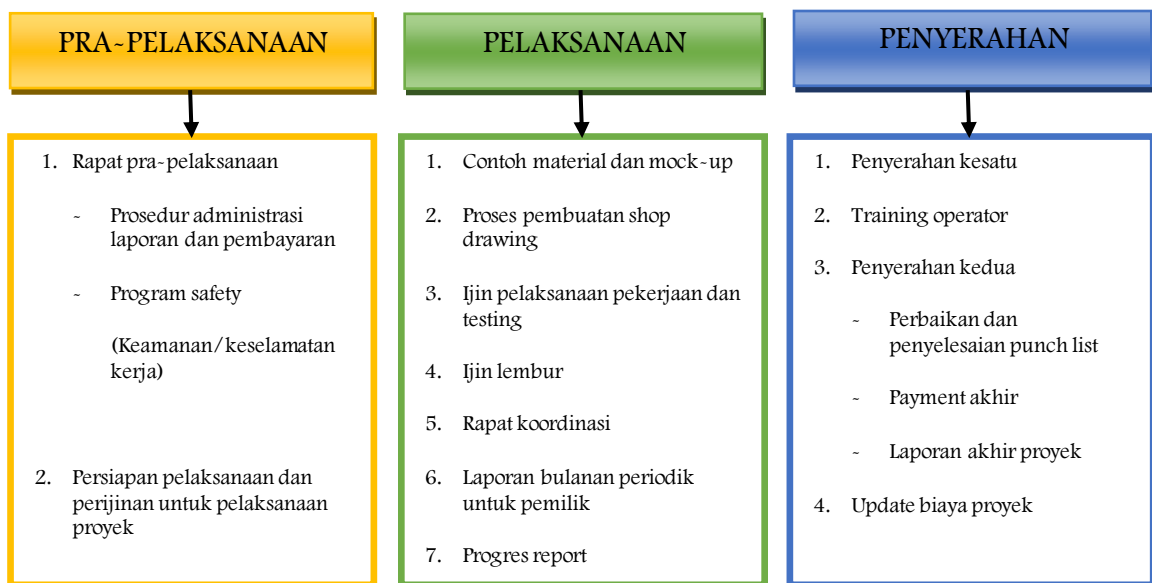 PRA-PELAKSANAAN
1. Rapat pra-pelaksanaan
- Prosedur administrasi
laporan dan pembayaran
- Program safety
(Keamanan/keselamatan
kerja)
2. Persiapan pelaksanaan dan
perijinan untuk pelaksanaan
proyek
PELAKSANAAN
1. Contoh material dan mock-up
2. Proses pembuatan shop
drawing
3. Ijin pelaksanaan pekerjaan dan
testing
4. Ijin lembur
5. Rapat koordinasi
6. Laporan bulanan periodik
untuk pemilik
7. Progres report
PENYERAHAN
1. Penyerahan kesatu
2. Training operator
3. Penyerahan kedua
- Perbaikan dan
penyelesaian punch list
- Payment akhir
- Laporan akhir proyek
4. Update biaya proyek